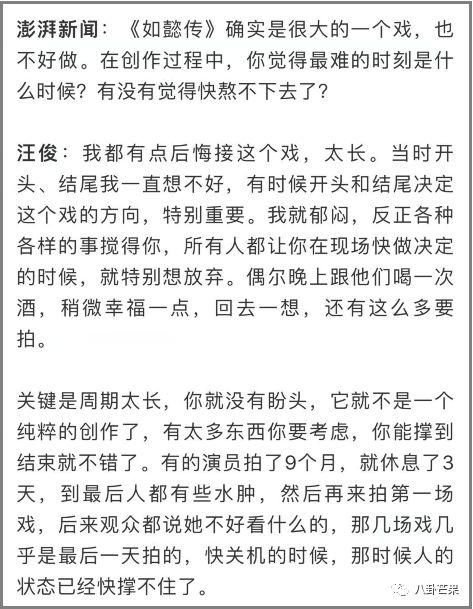 澎湃新闻：《如懿传》确实是很大的一个戏，也
不好做。在创作过程中，你觉得最难的时刻是什
么时候？有没有觉得快熬不下去了？
汪俊：我都有点后悔接这个戏，太长。当时开
头、结尾我一直想不好，有时候开头和结尾决定
这个戏的方向，特别重要。我就郁闷，反正各种
各样的事搅得你，所有人都让你在现场快做决定
的时候，就特别想放弃。偶尔晚上跟他们喝一次
酒，稍微幸福一点，回去一想，还有这么多要
拍。
关键是周期太长，你就没有盼头，它就不是一个
纯粹的创作了，有太多东西你要考虑，你能撑到
结束就不错了。有的演员拍了9个月，就休息了3
天，到最后人都有些水肿，然后再来拍第一场
戏，后来观众都说她不好看什么的，那几场戏几
乎是最后一天拍的，快关机的时候，那时候人的
状态已经快撑不住了。
八卦芒果